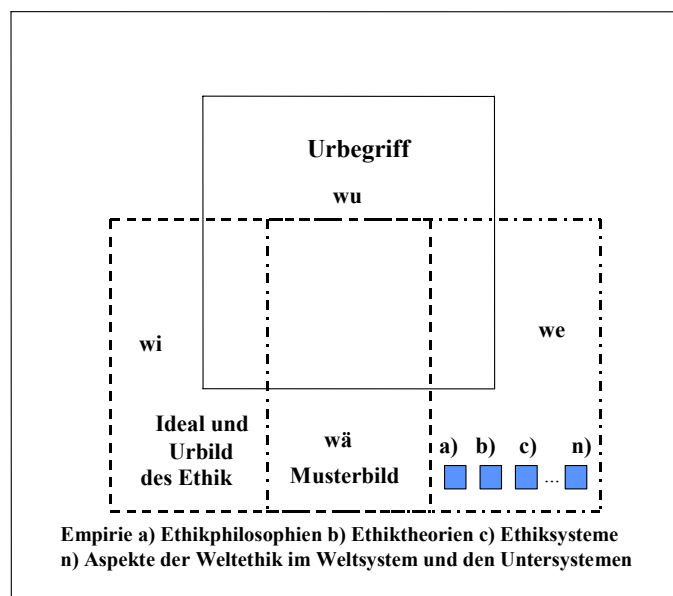 Urbegriff
wu
wi
we
Ideal und
Urbild
des Ethik
wä
Musterbild
a) b) c) n)
...
Empirie a) Ethikphilosophien b) Ethiktheorien c) Ethiksysteme
n) Aspekte der Weltethik im Weltsystem und den Untersystemen